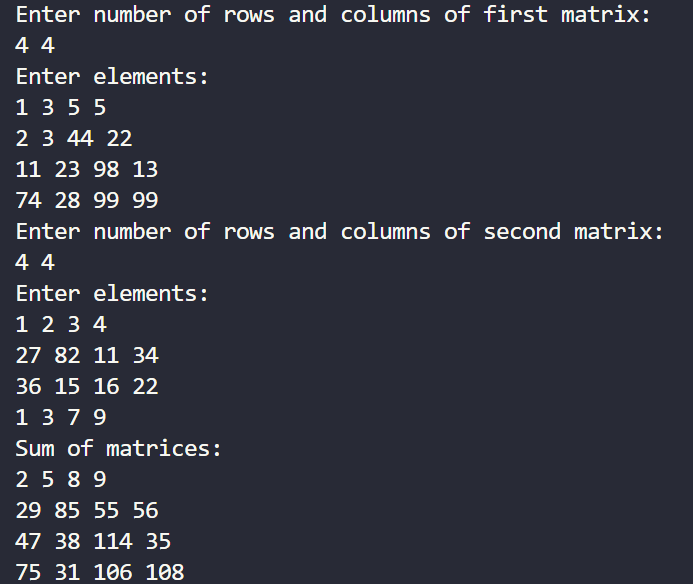 Enter number of rows and columns of first matrix:
4 4
Enter elements:
1 3 5 5
2 3 44 22
11 23 98 13
74 28 99 99
Enter number of rows and columns of second matrix:
4 4
Enter elements:
1 2 3 4
27 82 11 34
36 15 16 22
1 3 7 9
Sum of matrices:
2 5 8 9
29 85 55 56
47 38 114 35
75 31 106 108